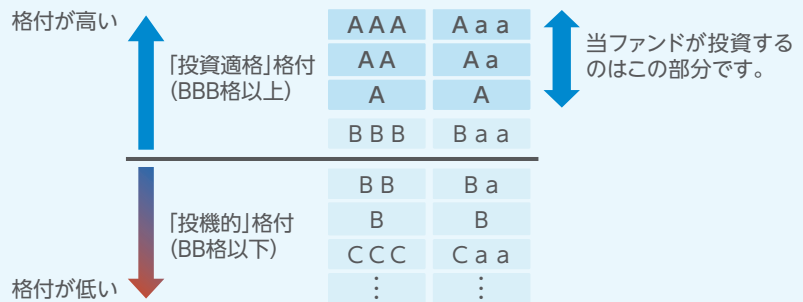 格付が高い
「投資適格」格付
(BBB格以上)
AAA Aaa
AA Aa
A A
BBB Baa
当ファンドが投資する
のはこの部分です。
「投機的」格付
(BB格以下)
BB Ba
B B
CCC Caa
⋮ ⋮
格付が低い